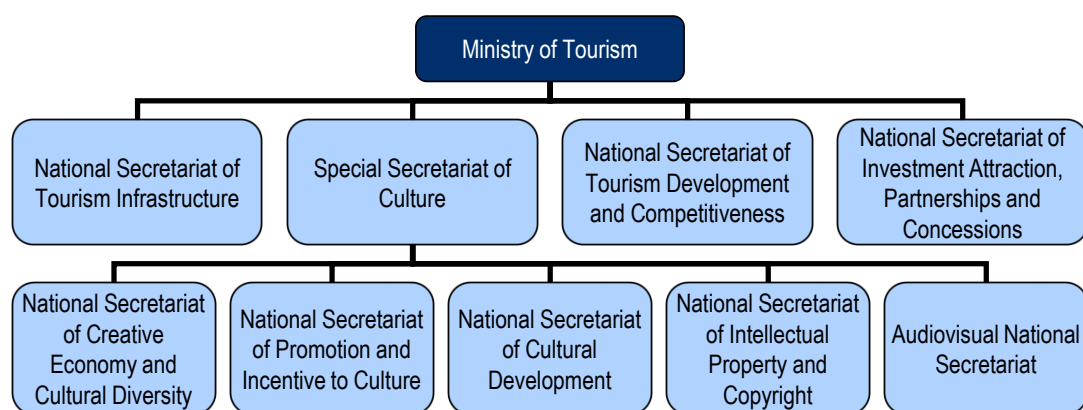 Ministry of Tourism
National Secretariat of
Tourism Infrastructure
Special Secretariat of
Culture
National Secretariat of
Tourism Development
and Competitiveness
National Secretariat of
Investment Attraction,
Partnerships and
Concessions
National Secretariat
of Creative
Economy and
Cultural Diversity
National Secretariat
of Promotion and
Incentive to Culture
National Secretariat
of Cultural
Development
National Secretariat
of Intellectual
Property and
Copyright
Audiovisual National
Secretariat